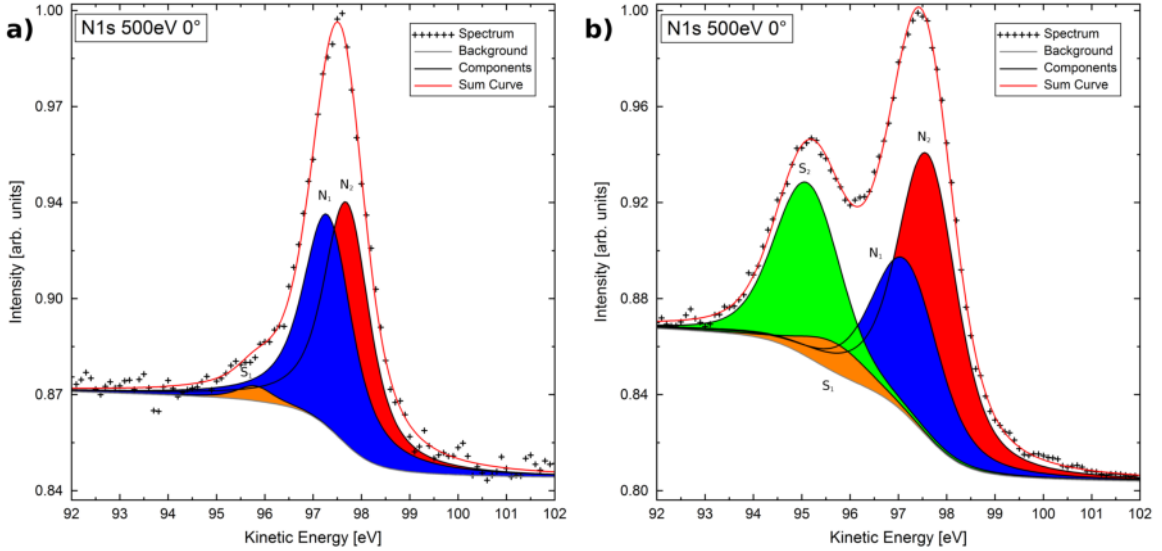 a)
N1s 500eV 0°
+++++ Spectrum
Background
Components
Sum Curve
N₁
N₂
S₁
1.00
0.97
0.94
0.90
0.87
0.84
Intensity [arb. units]
92 93 94 95 96 97 98 99 100 101 102
Kinetic Energy [eV]
b)
N1s 500eV 0°
+++++ Spectrum
Background
Components
Sum Curve
N₂
S₂
N₁
S₁
1.00
0.96
0.92
0.88
0.84
0.80
Intensity [arb. units]
92 93 94 95 96 97 98 99 100 101 102
Kinetic Energy [eV]